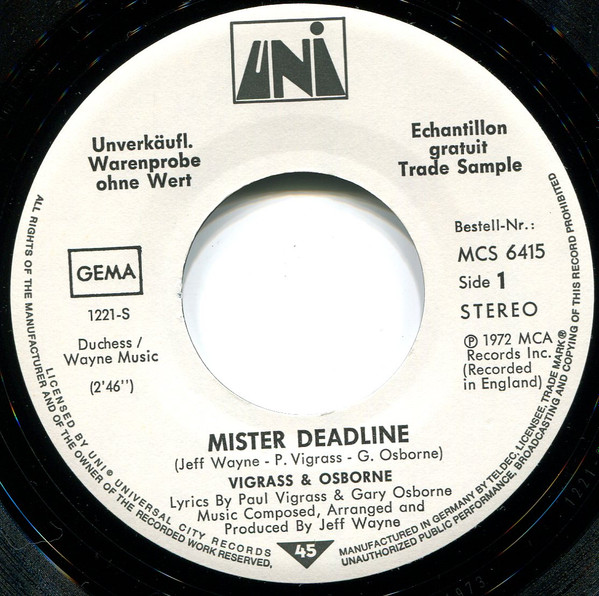 UNI
Unverkäufl.
Warenprobe
ohne Wert
Echantillon
gratuit
Trade Sample
GEMA
1221-S
Duchess/
Wayne Music
(2'46'')
Bestell-Nr.:
MCS 6415
Side 1
STEREO
Ⓟ 1972 MCA
Records Inc.
(Recorded
in England)
MISTER DEADLINE
(Jeff Wayne - P. Vigrass - G. Osborne)
VIGRASS & OSBORNE
Lyrics By Paul Vigrass & Gary Osborne
Music Composed, Arranged and
Produced By Jeff Wayne
45
ALL RIGHTS OF THE MANUFACTURER AND OF THE OWNER OF THE RECORDED WORK RESERVED,
LICENSED BY UNI® UNIVERSAL CITY RECORDS
MANUFACTURED IN GERMANY BY TELDEC, LICENSEE, TRADE MARK®
UNAUTHORIZED PUBLIC PERFORMANCE, BROADCASTING AND COPYING OF THIS RECORD PROHIBITED